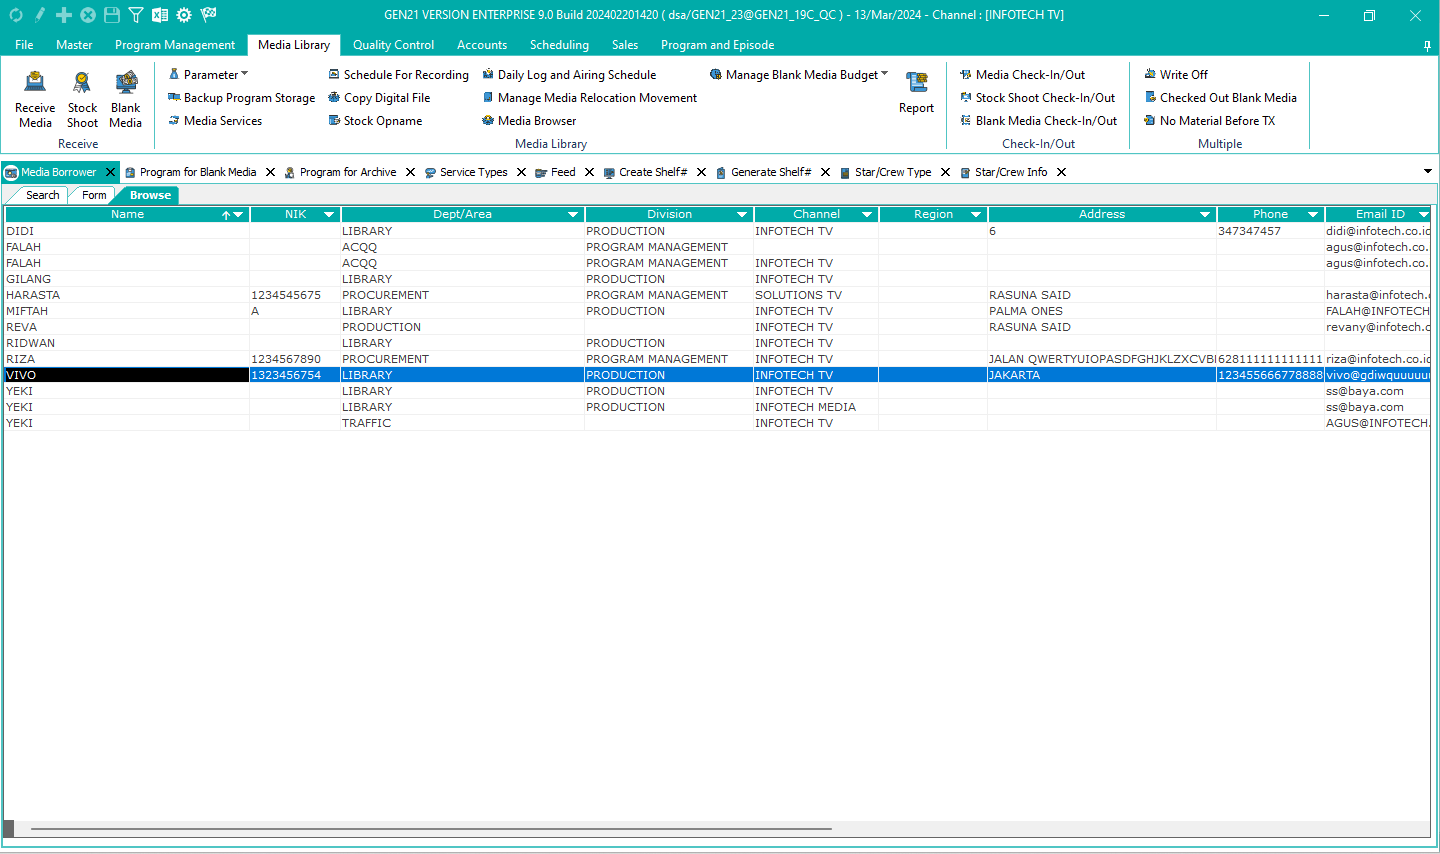 GEN21 VERSION ENTERPRISE 9.0 Build 202402201420 ( dsa/GEN21_23@GEN21_19C_QC ) - 13/Mar/2024 - Channel : [INFOTECH TV]
File Master Program Management Media Library Quality Control Accounts Scheduling Sales Program and Episode
Parameter Schedule For Recording Daily Log and Airing Schedule Manage Blank Media Budget Media Check-In/Out Write Off
Backup Program Storage Copy Digital File Manage Media Relocation Movement Stock Shoot Check-In/Out Checked Out Blank Media
Media Services Stock Opname Media Browser Blank Media Check-In/Out No Material Before TX
Receive Stock Blank Report
Media Shoot Media
Receive Media Library Check-In/Out Multiple
Media Borrower Program for Blank Media Program for Archive Service Types Feed Create Shelf# Generate Shelf# Star/Crew Type Star/Crew Info
Search Form Browse
Name NIK Dept/Area Division Channel Region Address Phone Email ID
DIDI LIBRARY PRODUCTION INFOTECH TV 6 347347457 didi@infotech.co.ic
FALAH ACQQ PROGRAM MANAGEMENT agus@infotech.co.
FALAH ACQQ PROGRAM MANAGEMENT INFOTECH TV agus@infotech.co.
GILANG LIBRARY PRODUCTION INFOTECH TV
HARASTA 1234545675 PROCUREMENT PROGRAM MANAGEMENT SOLUTIONS TV RASUNA SAID harasta@infotech.
MIFTAH A LIBRARY PRODUCTION INFOTECH TV PALMA ONES FALAH@INFOTECH
REVA PRODUCTION INFOTECH TV RASUNA SAID revany@infotech.c
RIDWAN LIBRARY PRODUCTION INFOTECH TV
RIZA 1234567890 PROCUREMENT PROGRAM MANAGEMENT INFOTECH TV JALAN QWERTYUIOPASDFGHJKLZXCVB 628111111111111 riza@infotech.co.ic
VIVO 1323456754 LIBRARY PRODUCTION INFOTECH TV JAKARTA 123455666778888 vivo@gdiwquuuuu
YEKI LIBRARY PRODUCTION INFOTECH TV ss@baya.com
YEKI LIBRARY PRODUCTION INFOTECH MEDIA ss@baya.com
YEKI TRAFFIC INFOTECH TV AGUS@INFOTECH.